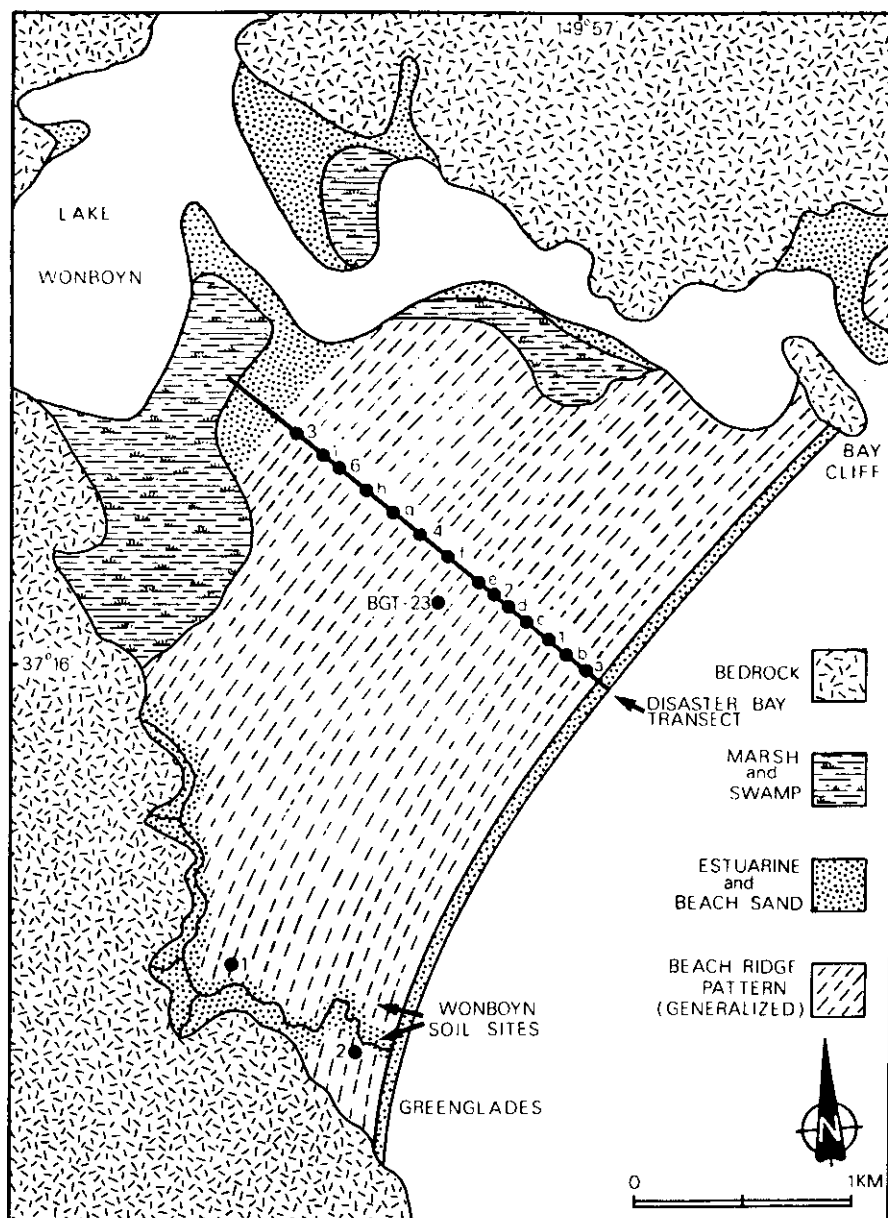 149°57'
LAKE
WONBOYN
3
i
6
h
g
4
f
e
2
d
c
1
b
3
BAY
CLIFF
BGT-23
37°16'
DISASTER BAY
TRANSECT
BEDROCK
MARSH
and
SWAMP
ESTUARINE
and
BEACH SAND
BEACH RIDGE
PATTERN
(GENERALIZED)
1
WONBOYN
SOIL SITES
2
GREENGLADES
N
0
1KM